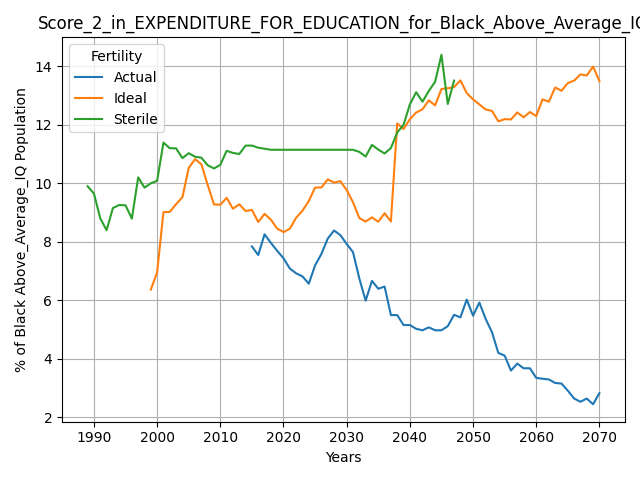 Score_2_in_EXPENDITURE_FOR_EDUCATION_for_Black_Above_Average_IQ
Fertility
Actual
Ideal
Sterile
% of Black Above_Average_IQ Population
14
12
10
8
6
4
2
1990 2000 2010 2020 2030 2040 2050 2060 2070
Years